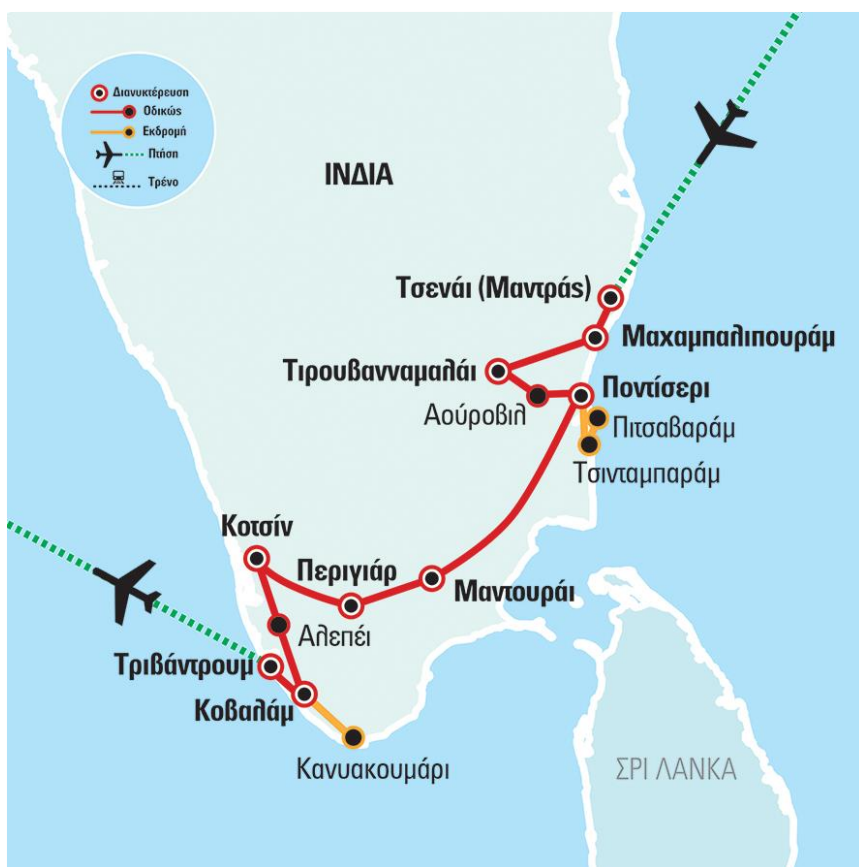 Διανυκτέρευση
Οδικώς
Εκδρομή
Πτήση
Τρένο
ΙΝΔΙΑ
Τσενάι (Μαντράς)
Μαχαμπαλιπουράμ
Τιρουβανναμαλάι
Ποντίσερι
Αούροβιλ
Πιτσαβαράμ
Τσινταμπαράμ
Κοτσίν
Περιγιάρ
Μαντουράι
Αλεπέι
Τριβάντρουμ
Κοβαλάμ
Κανυακουμάρι
ΣΡΙ ΛΑΝΚΑ